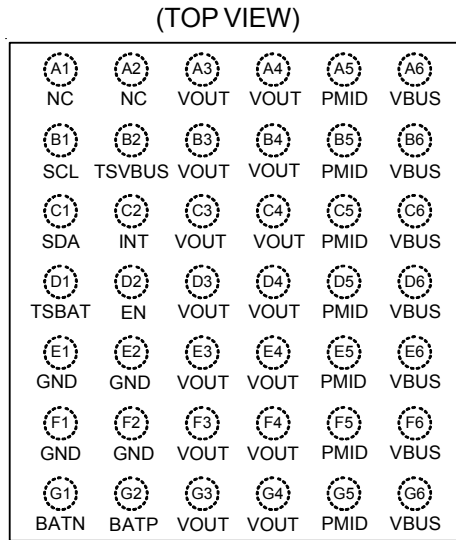 (TOP VIEW)
A1 A2 A3 A4 A5 A6
NC NC VOUT VOUT PMID VBUS
B1 B2 B3 B4 B5 B6
SCL TSVBUS VOUT VOUT PMID VBUS
C1 C2 C3 C4 C5 C6
SDA INT VOUT VOUT PMID VBUS
D1 D2 D3 D4 D5 D6
TSBAT EN VOUT VOUT PMID VBUS
E1 E2 E3 E4 E5 E6
GND GND VOUT VOUT PMID VBUS
F1 F2 F3 F4 F5 F6
GND GND VOUT VOUT PMID VBUS
G1 G2 G3 G4 G5 G6
BATN BATP VOUT VOUT PMID VBUS